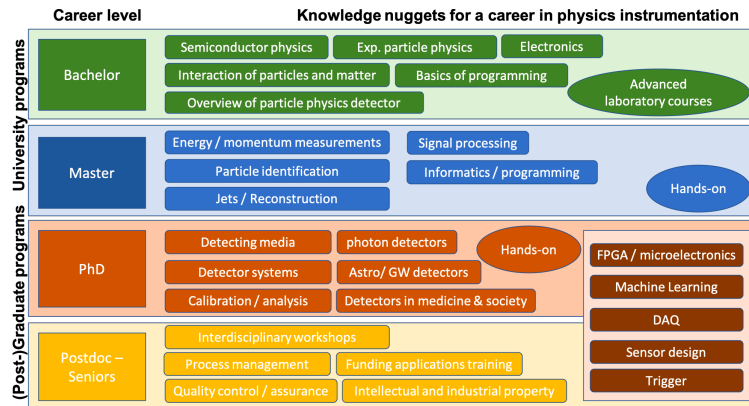 Career level
Knowledge nuggets for a career in physics instrumentation
University programs
Bachelor
Semiconductor physics
Exp. particle physics
Electronics
Interaction of particles and matter
Basics of programming
Overview of particle physics detector
Advanced
laboratory courses
Master
Energy / momentum measurements
Signal processing
Particle identification
Informatics / programming
Jets / Reconstruction
Hands-on
(Post-)Graduate programs
PhD
Detecting media
photon detectors
Hands-on
Detector systems
Astro/ GW detectors
Calibration / analysis
Detectors in medicine & society
FPGA / microelectronics
Machine Learning
DAQ
Sensor design
Trigger
Postdoc –
Seniors
Interdisciplinary workshops
Process management
Funding applications training
Quality control / assurance
Intellectual and industrial property